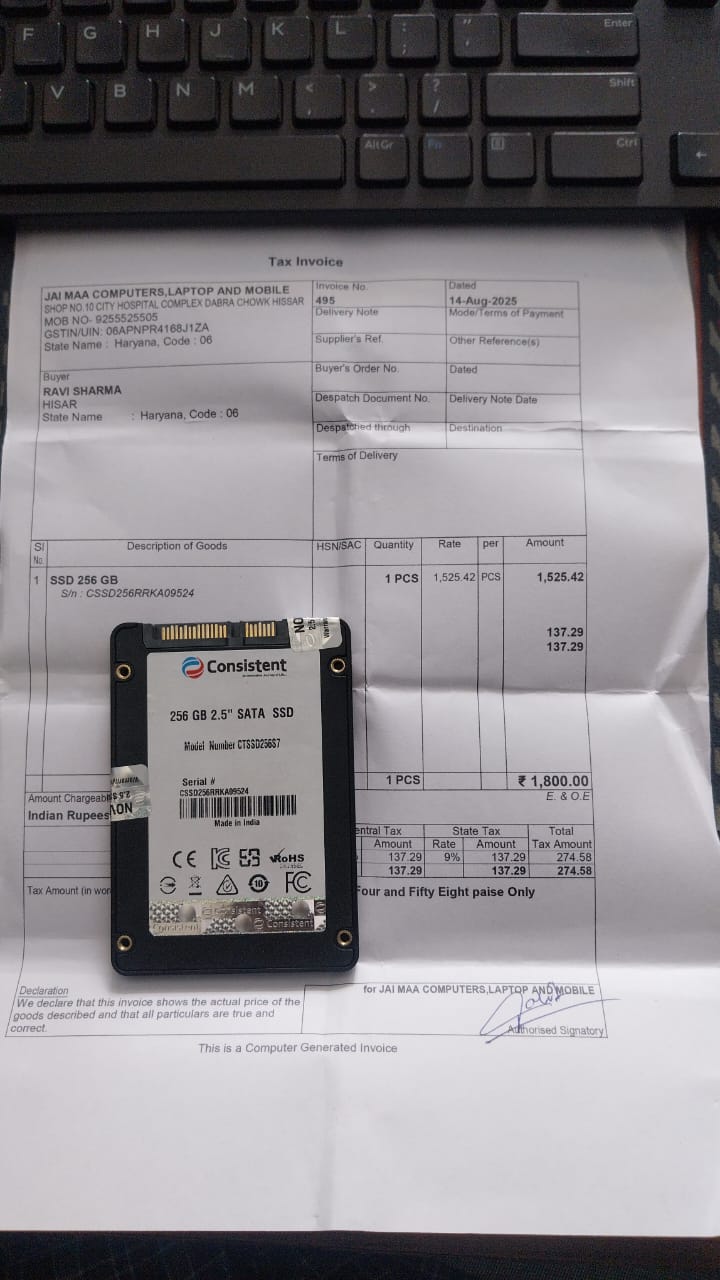 F G H J K L : ; " ' Enter
V B N M < , > . ? / Shift
AltGr Fn Ctrl
Tax Invoice
JAI MAA COMPUTERS,LAPTOP AND MOBILE
SHOP NO.10 CITY HOSPITAL COMPLEX DABRA CHOWK HISSAR
MOB NO- 9255525505
GSTIN/UIN: 06APNPR4168J1ZA
State Name : Haryana, Code : 06
Invoice No.
495
Dated
14-Aug-2025
Delivery Note
Mode/Terms of Payment
Supplier's Ref.
Other Reference(s)
Buyer
RAVI SHARMA
HISAR
State Name : Haryana, Code : 06
Buyer's Order No.
Dated
Despatch Document No.
Delivery Note Date
Despatched through
Destination
Terms of Delivery
Sl No. Description of Goods HSN/SAC Quantity Rate per Amount
1 SSD 256 GB 1 PCS 1,525.42 PCS 1,525.42
S/n : CSSD256RRKA09524
137.29
137.29
1 PCS ₹ 1,800.00
E. & O.E
Amount Chargeab
Indian Rupees
entral Tax State Tax Total
Amount Rate Amount Tax Amount
137.29 9% 137.29 274.58
137.29 137.29 274.58
Tax Amount (in wor
Four and Fifty Eight paise Only
Consistent
256 GB 2.5" SATA SSD
Model Number CTSSD256S7
Serial #
CSSD256RRKA09524
Made in India
CE
RoHS
10
FC
Consistent
Consistent
Consistent
Declaration
We declare that this invoice shows the actual price of the
goods described and that all particulars are true and
correct.
for JAI MAA COMPUTERS,LAPTOP AND MOBILE
Authorised Signatory
This is a Computer Generated Invoice